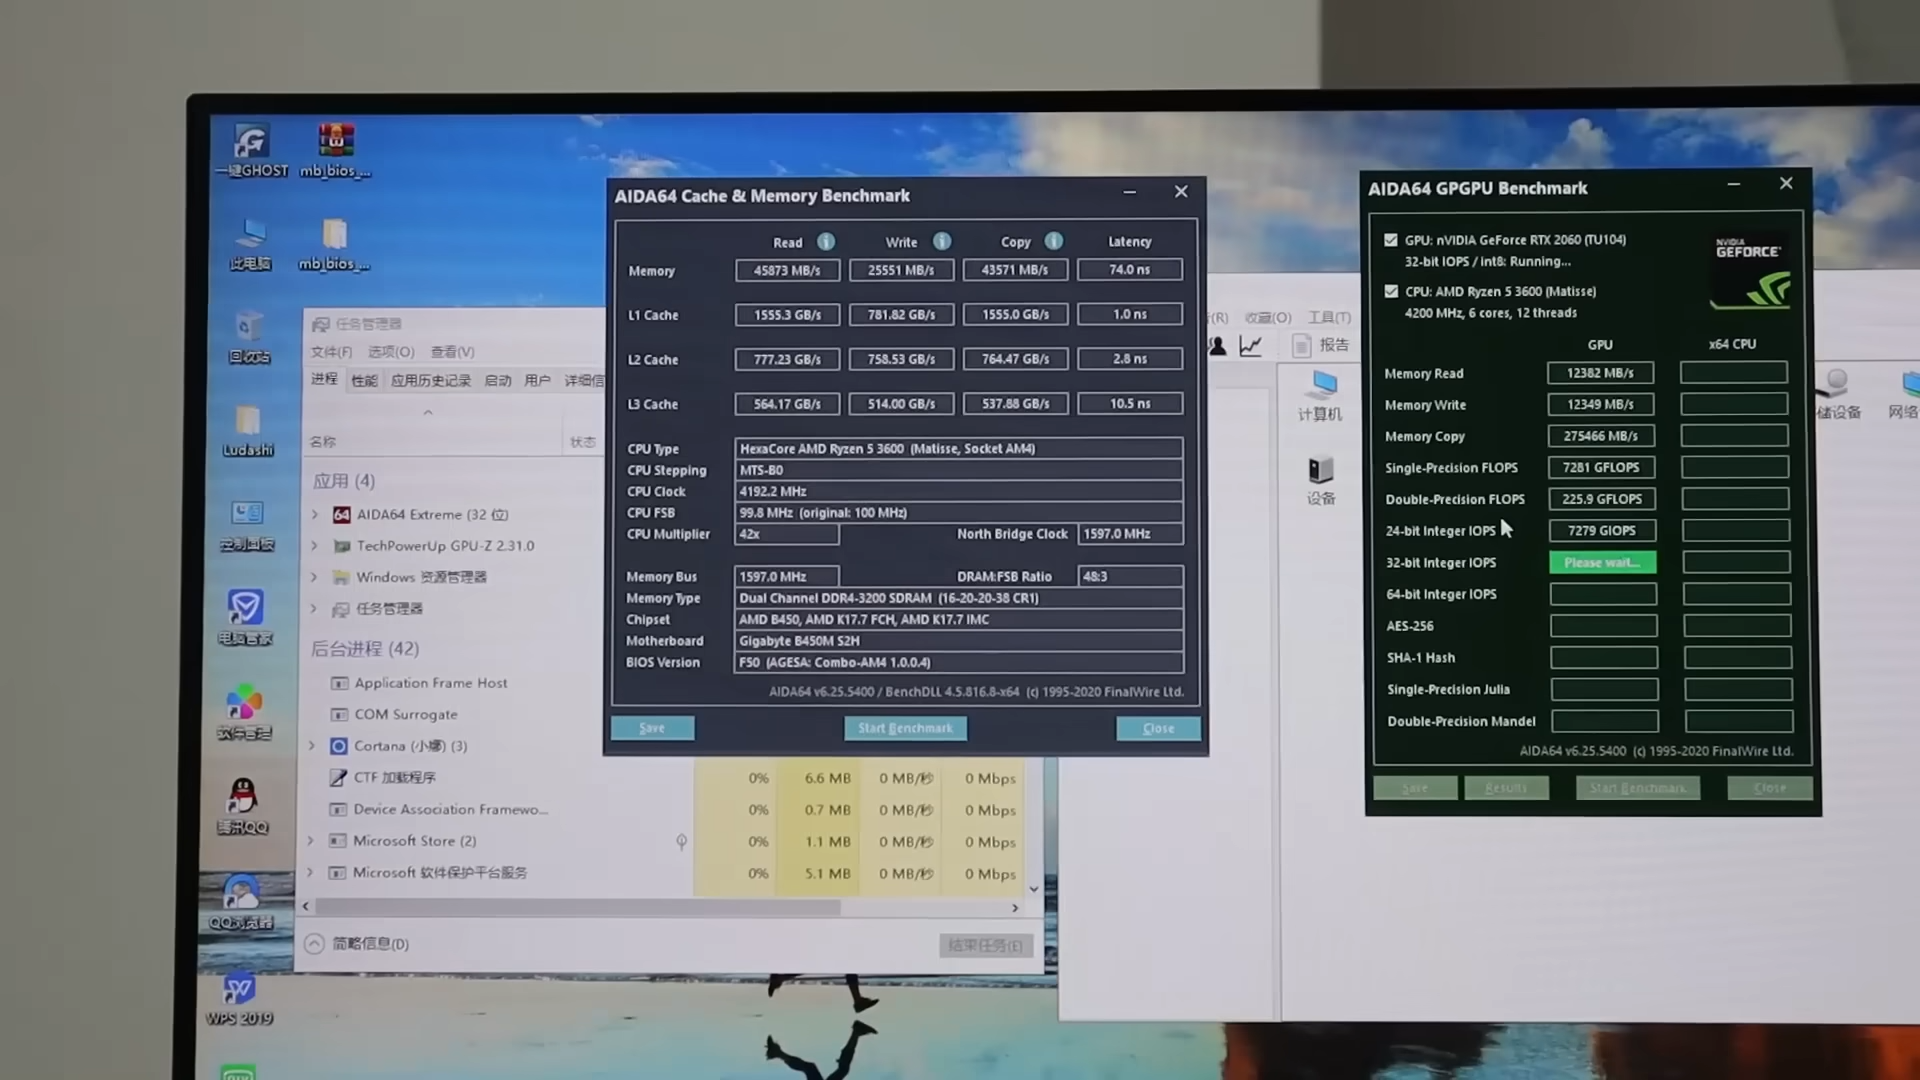 一键GHOST
mb_bios_...
此电脑
mb_bios_...
回收站
Ludashi
控制面板
电脑管家
软件管理
腾讯QQ
QQ浏览器
WPS 2019
任务管理器
文件(F) 选项(O) 查看(V)
进程 性能 应用历史记录 启动 用户 详细信
名称 状态
应用 (4)
AIDA64 Extreme (32 位)
TechPowerUp GPU-Z 2.31.0
Windows 资源管理器
任务管理器
后台进程 (42)
Application Frame Host
COM Surrogate
Cortana (小娜) (3)
CTF 加载程序
0% 6.6 MB 0 MB/秒 0 Mbps
Device Association Framewo...
0% 0.7 MB 0 MB/秒 0 Mbps
Microsoft Store (2)
0% 1.1 MB 0 MB/秒 0 Mbps
Microsoft 软件保护平台服务
0% 5.1 MB 0 MB/秒 0 Mbps
简略信息(D)
结束任务(E)
AIDA64 Cache & Memory Benchmark
Read Write Copy Latency
Memory 45873 MB/s 25551 MB/s 43571 MB/s 74.0 ns
L1 Cache 1555.3 GB/s 781.82 GB/s 1555.0 GB/s 1.0 ns
L2 Cache 777.23 GB/s 758.53 GB/s 764.47 GB/s 2.8 ns
L3 Cache 564.17 GB/s 514.00 GB/s 537.88 GB/s 10.5 ns
CPU Type HexaCore AMD Ryzen 5 3600 (Matisse, Socket AM4)
CPU Stepping MTS-B0
CPU Clock 4192.2 MHz
CPU FSB 99.8 MHz (original: 100 MHz)
CPU Multiplier 42x North Bridge Clock 1597.0 MHz
Memory Bus 1597.0 MHz DRAM:FSB Ratio 48:3
Memory Type Dual Channel DDR4-3200 SDRAM (16-20-20-38 CR1)
Chipset AMD B450, AMD K17.7 FCH, AMD K17.7 IMC
Motherboard Gigabyte B450M S2H
BIOS Version F50 (AGESA: Combo-AM4 1.0.0.4)
AIDA64 v6.25.5400 / BenchDLL 4.5.816.8-x64 (c) 1995-2020 FinalWire Ltd.
Save Start Benchmark Close
(R) 收藏(O) 工具(T)
报告
计算机
设备
储设备
网络
AIDA64 GPGPU Benchmark
GPU: nVIDIA GeForce RTX 2060 (TU104)
32-bit IOPS / int8: Running...
CPU: AMD Ryzen 5 3600 (Matisse)
4200 MHz, 6 cores, 12 threads
NVIDIA
GEFORCE
GPU x64 CPU
Memory Read 12382 MB/s
Memory Write 12349 MB/s
Memory Copy 275466 MB/s
Single-Precision FLOPS 7281 GFLOPS
Double-Precision FLOPS 225.9 GFLOPS
24-bit Integer IOPS 7279 GIOPS
32-bit Integer IOPS Please wait...
64-bit Integer IOPS
AES-256
SHA-1 Hash
Single-Precision Julia
Double-Precision Mandel
AIDA64 v6.25.5400 (c) 1995-2020 FinalWire Ltd.
Save Results Start Benchmark Close